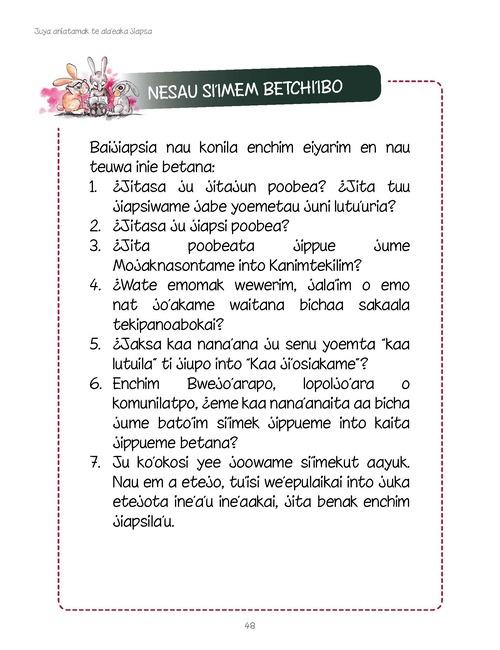 Juya aniatamak te ala'eaka jiapsa
NESAU SI'IMEM BETCHI'IBO
Baijiapsia nau konila enchim eiyarim en nau
teuwa inie betana:
1. ¿Jitasa ju jitajun poobea? ¿Jita tuu
jiapsiwame jabe yoemetau juni lutu'uria?
2. ¿Jitasa ju jiapsi poobea?
3. ¿Jita poobeata jippue jume
Mojaknasontame into Kanimtekilim?
4. ¿Wate emomak wewerim, jala'im o emo
nat jo'akame waitana bichaa sakaala
tekipanoabokai?
5. ¿Jaksa kaa nana'ana ju senu yoemta "kaa
lutuila" ti jiupo into "Kaa ji'osiakame"?
6. Enchim Bwejo'arapo, lopoljo'ara o
komunilatpo, ¿eme kaa nana'anaita aa bicha
jume bato'im si'imek jippueme into kaita
jippueme betana?
7. Ju ko'okosi yee joowame si'imekut aayuk.
Nau em a etejo, tu'isi we'epulaikai into juka
etejota ine'a'u ine'aakai, jita benak enchim
jiapsila'u.
48